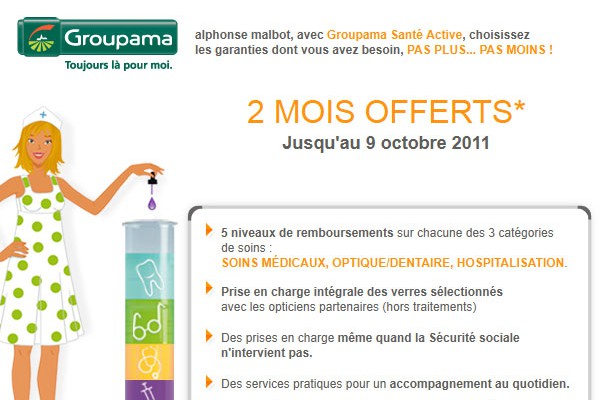 Groupama
Toujours là pour moi.
alphonse malbot, avec Groupama Santé Active, choisissez
les garanties dont vous avez besoin, PAS PLUS... PAS MOINS !
2 MOIS OFFERTS*
Jusqu'au 9 octobre 2011
5 niveaux de remboursements sur chacune des 3 catégories
de soins :
SOINS MÉDICAUX, OPTIQUE/DENTAIRE, HOSPITALISATION.
Prise en charge intégrale des verres sélectionnés
avec les opticiens partenaires (hors traitements)
Des prises en charge même quand la Sécurité sociale
n'intervient pas.
Des services pratiques pour un accompagnement au quotidien.